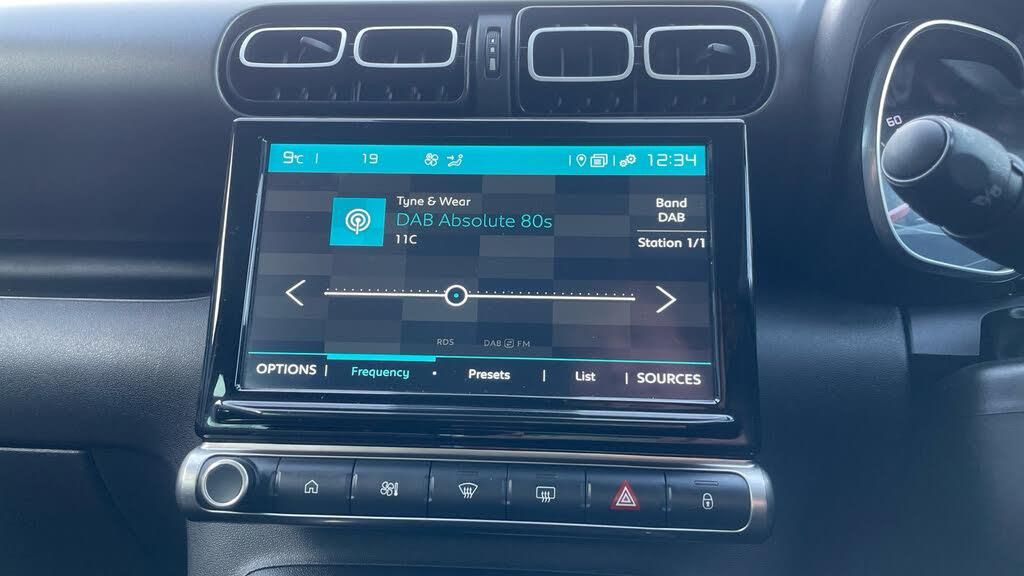 9°C | 19 | | 12:34
Tyne & Wear
DAB Absolute 80s
11C
Band
DAB
Station 1/1
RDS DAB FM
OPTIONS | Frequency Presets | List | SOURCES
60